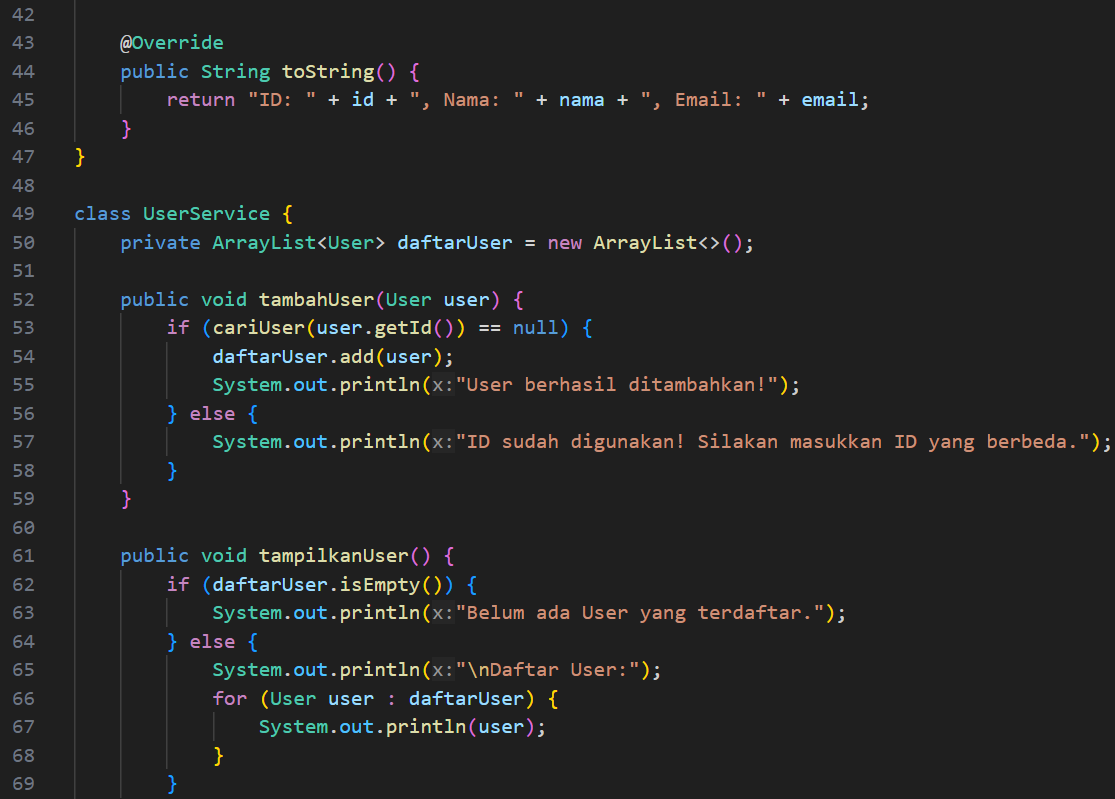 42
43 @Override
44 public String toString() {
45 return "ID: " + id + ", Nama: " + nama + ", Email: " + email;
46 }
47 }
48
49 class UserService {
50 private ArrayList<User> daftarUser = new ArrayList<>();
51
52 public void tambahUser(User user) {
53 if (cariUser(user.getId()) == null) {
54 daftarUser.add(user);
55 System.out.println(x:"User berhasil ditambahkan!");
56 } else {
57 System.out.println(x:"ID sudah digunakan! Silakan masukkan ID yang berbeda.");
58 }
59 }
60
61 public void tampilkanUser() {
62 if (daftarUser.isEmpty()) {
63 System.out.println(x:"Belum ada User yang terdaftar.");
64 } else {
65 System.out.println(x:"\nDaftar User:");
66 for (User user : daftarUser) {
67 System.out.println(user);
68 }
69 }